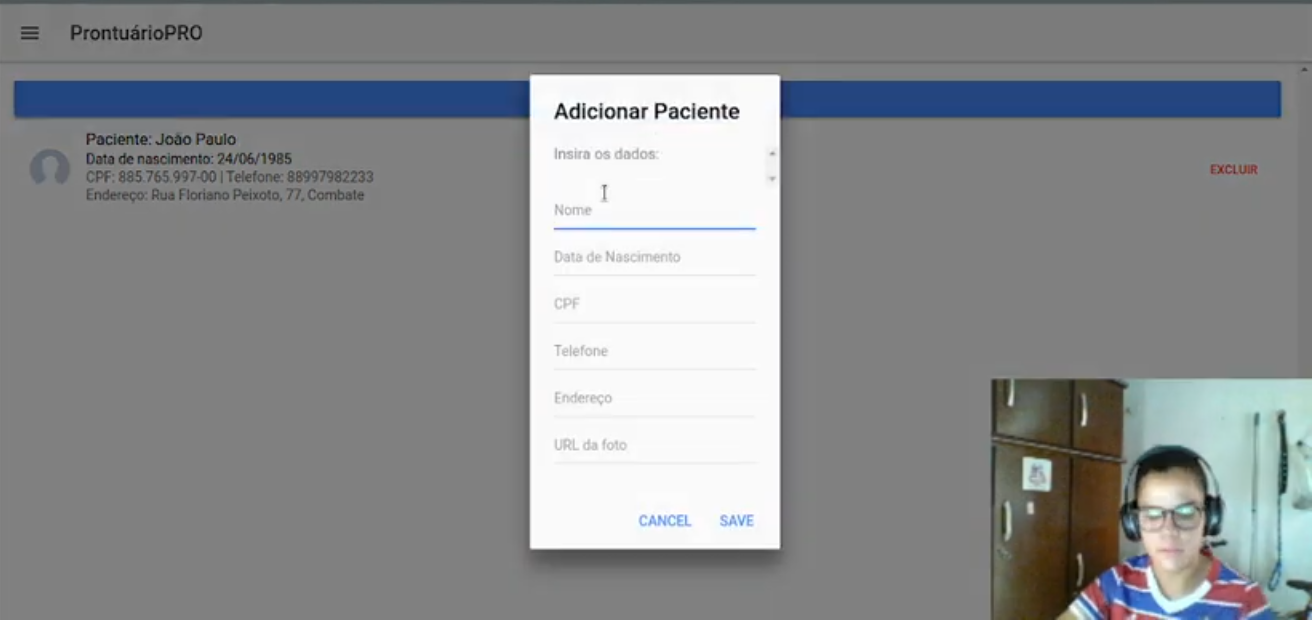 ProntuárioPRO
Paciente: João Paulo
Data de nascimento: 24/06/1985
CPF: 885.765.997-00 | Telefone: 88997982233
Endereço: Rua Floriano Peixoto, 77, Combate
EXCLUIR
Adicionar Paciente
Insira os dados:
Nome
Data de Nascimento
CPF
Telefone
Endereço
URL da foto
CANCEL SAVE